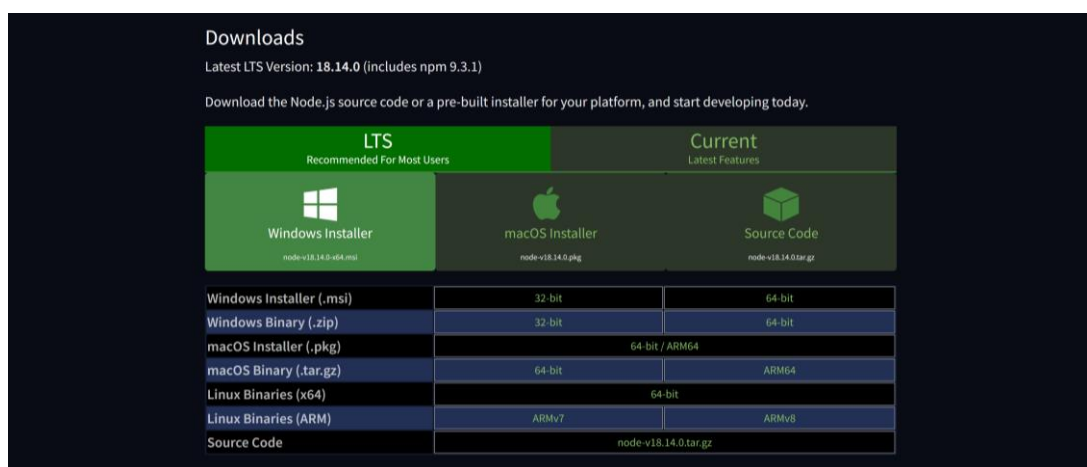 Downloads
Latest LTS Version: 18.14.0 (includes npm 9.3.1)
Download the Node.js source code or a pre-built installer for your platform, and start developing today.
LTS
Recommended For Most Users
Current
Latest Features
Windows Installer
node-v18.14.0-x64.msi
macOS Installer
node-v18.14.0.pkg
Source Code
node-v18.14.0.tar.gz
Windows Installer (.msi) 32-bit 64-bit
Windows Binary (.zip) 32-bit 64-bit
macOS Installer (.pkg) 64-bit / ARM64
macOS Binary (.tar.gz) 64-bit ARM64
Linux Binaries (x64) 64-bit
Linux Binaries (ARM) ARMv7 ARMv8
Source Code node-v18.14.0.tar.gz